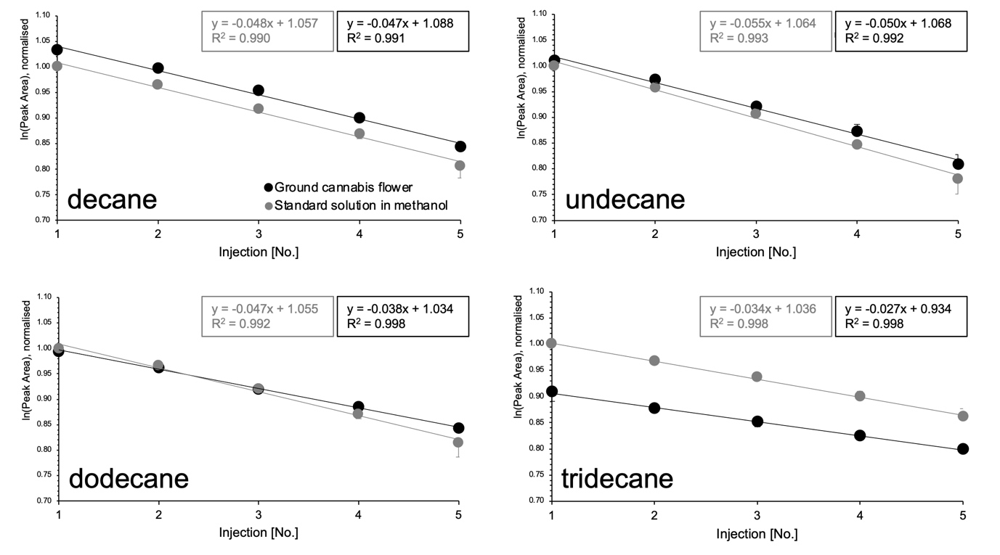 y = -0.048x + 1.057
R² = 0.990
y = -0.047x + 1.088
R² = 0.991
ln(Peak Area), normalised
1.10
1.05
1.00
0.95
0.90
0.85
0.80
0.75
0.70
decane
Ground cannabis flower
Standard solution in methanol
1 2 3 4 5
Injection [No.]
y = -0.055x + 1.064
R² = 0.993
y = -0.050x + 1.068
R² = 0.992
ln(Peak Area), normalised
1.10
1.05
1.00
0.95
0.90
0.85
0.80
0.75
0.70
undecane
1 2 3 4 5
Injection [No.]
y = -0.047x + 1.055
R² = 0.992
y = -0.038x + 1.034
R² = 0.998
ln(Peak Area), normalised
1.10
1.05
1.00
0.95
0.90
0.85
0.80
0.75
0.70
dodecane
1 2 3 4 5
Injection [No.]
y = -0.034x + 1.036
R² = 0.998
y = -0.027x + 0.934
R² = 0.998
ln(Peak Area), normalised
1.10
1.05
1.00
0.95
0.90
0.85
0.80
0.75
0.70
tridecane
1 2 3 4 5
Injection [No.]